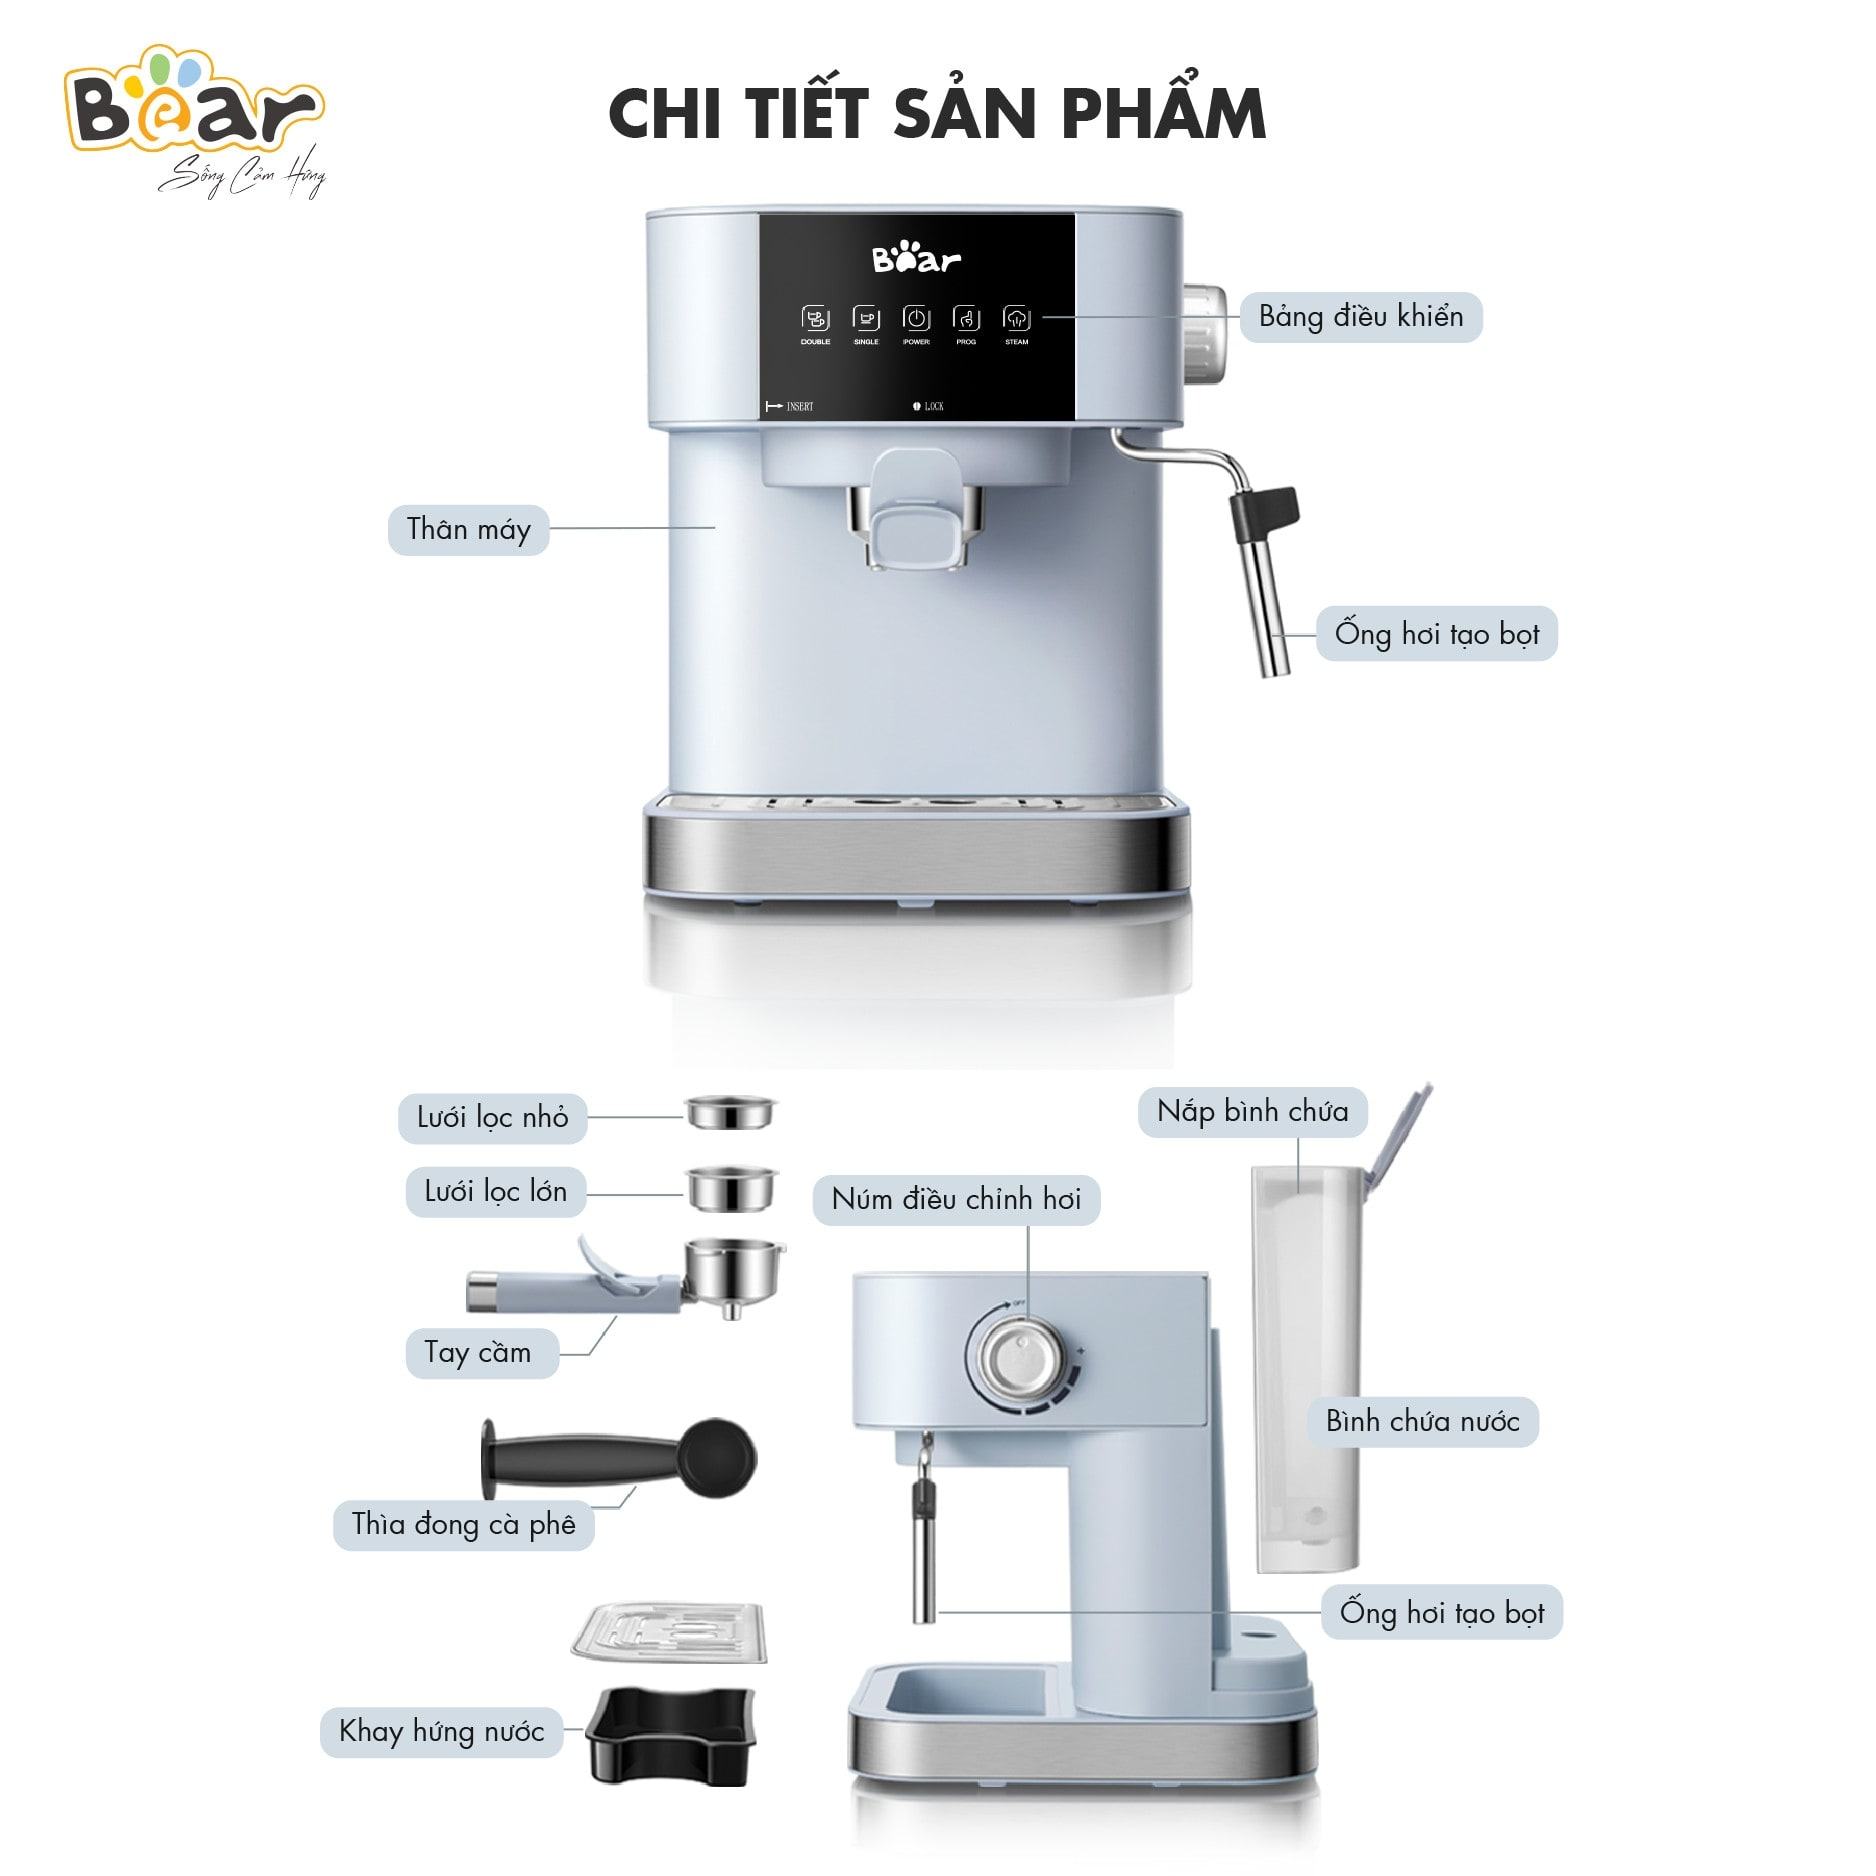 Bear
Sống Cảm Hứng
CHI TIẾT SẢN PHẨM
Bear
DOUBLE SINGLE POWER PROG STEAM
INSERT LOCK
Bảng điều khiển
Thân máy
Ống hơi tạo bọt
Lưới lọc nhỏ
Nắp bình chứa
Lưới lọc lớn
Núm điều chỉnh hơi
OFF
+
Tay cầm
Bình chứa nước
Thìa đong cà phê
Ống hơi tạo bọt
Khay hứng nước